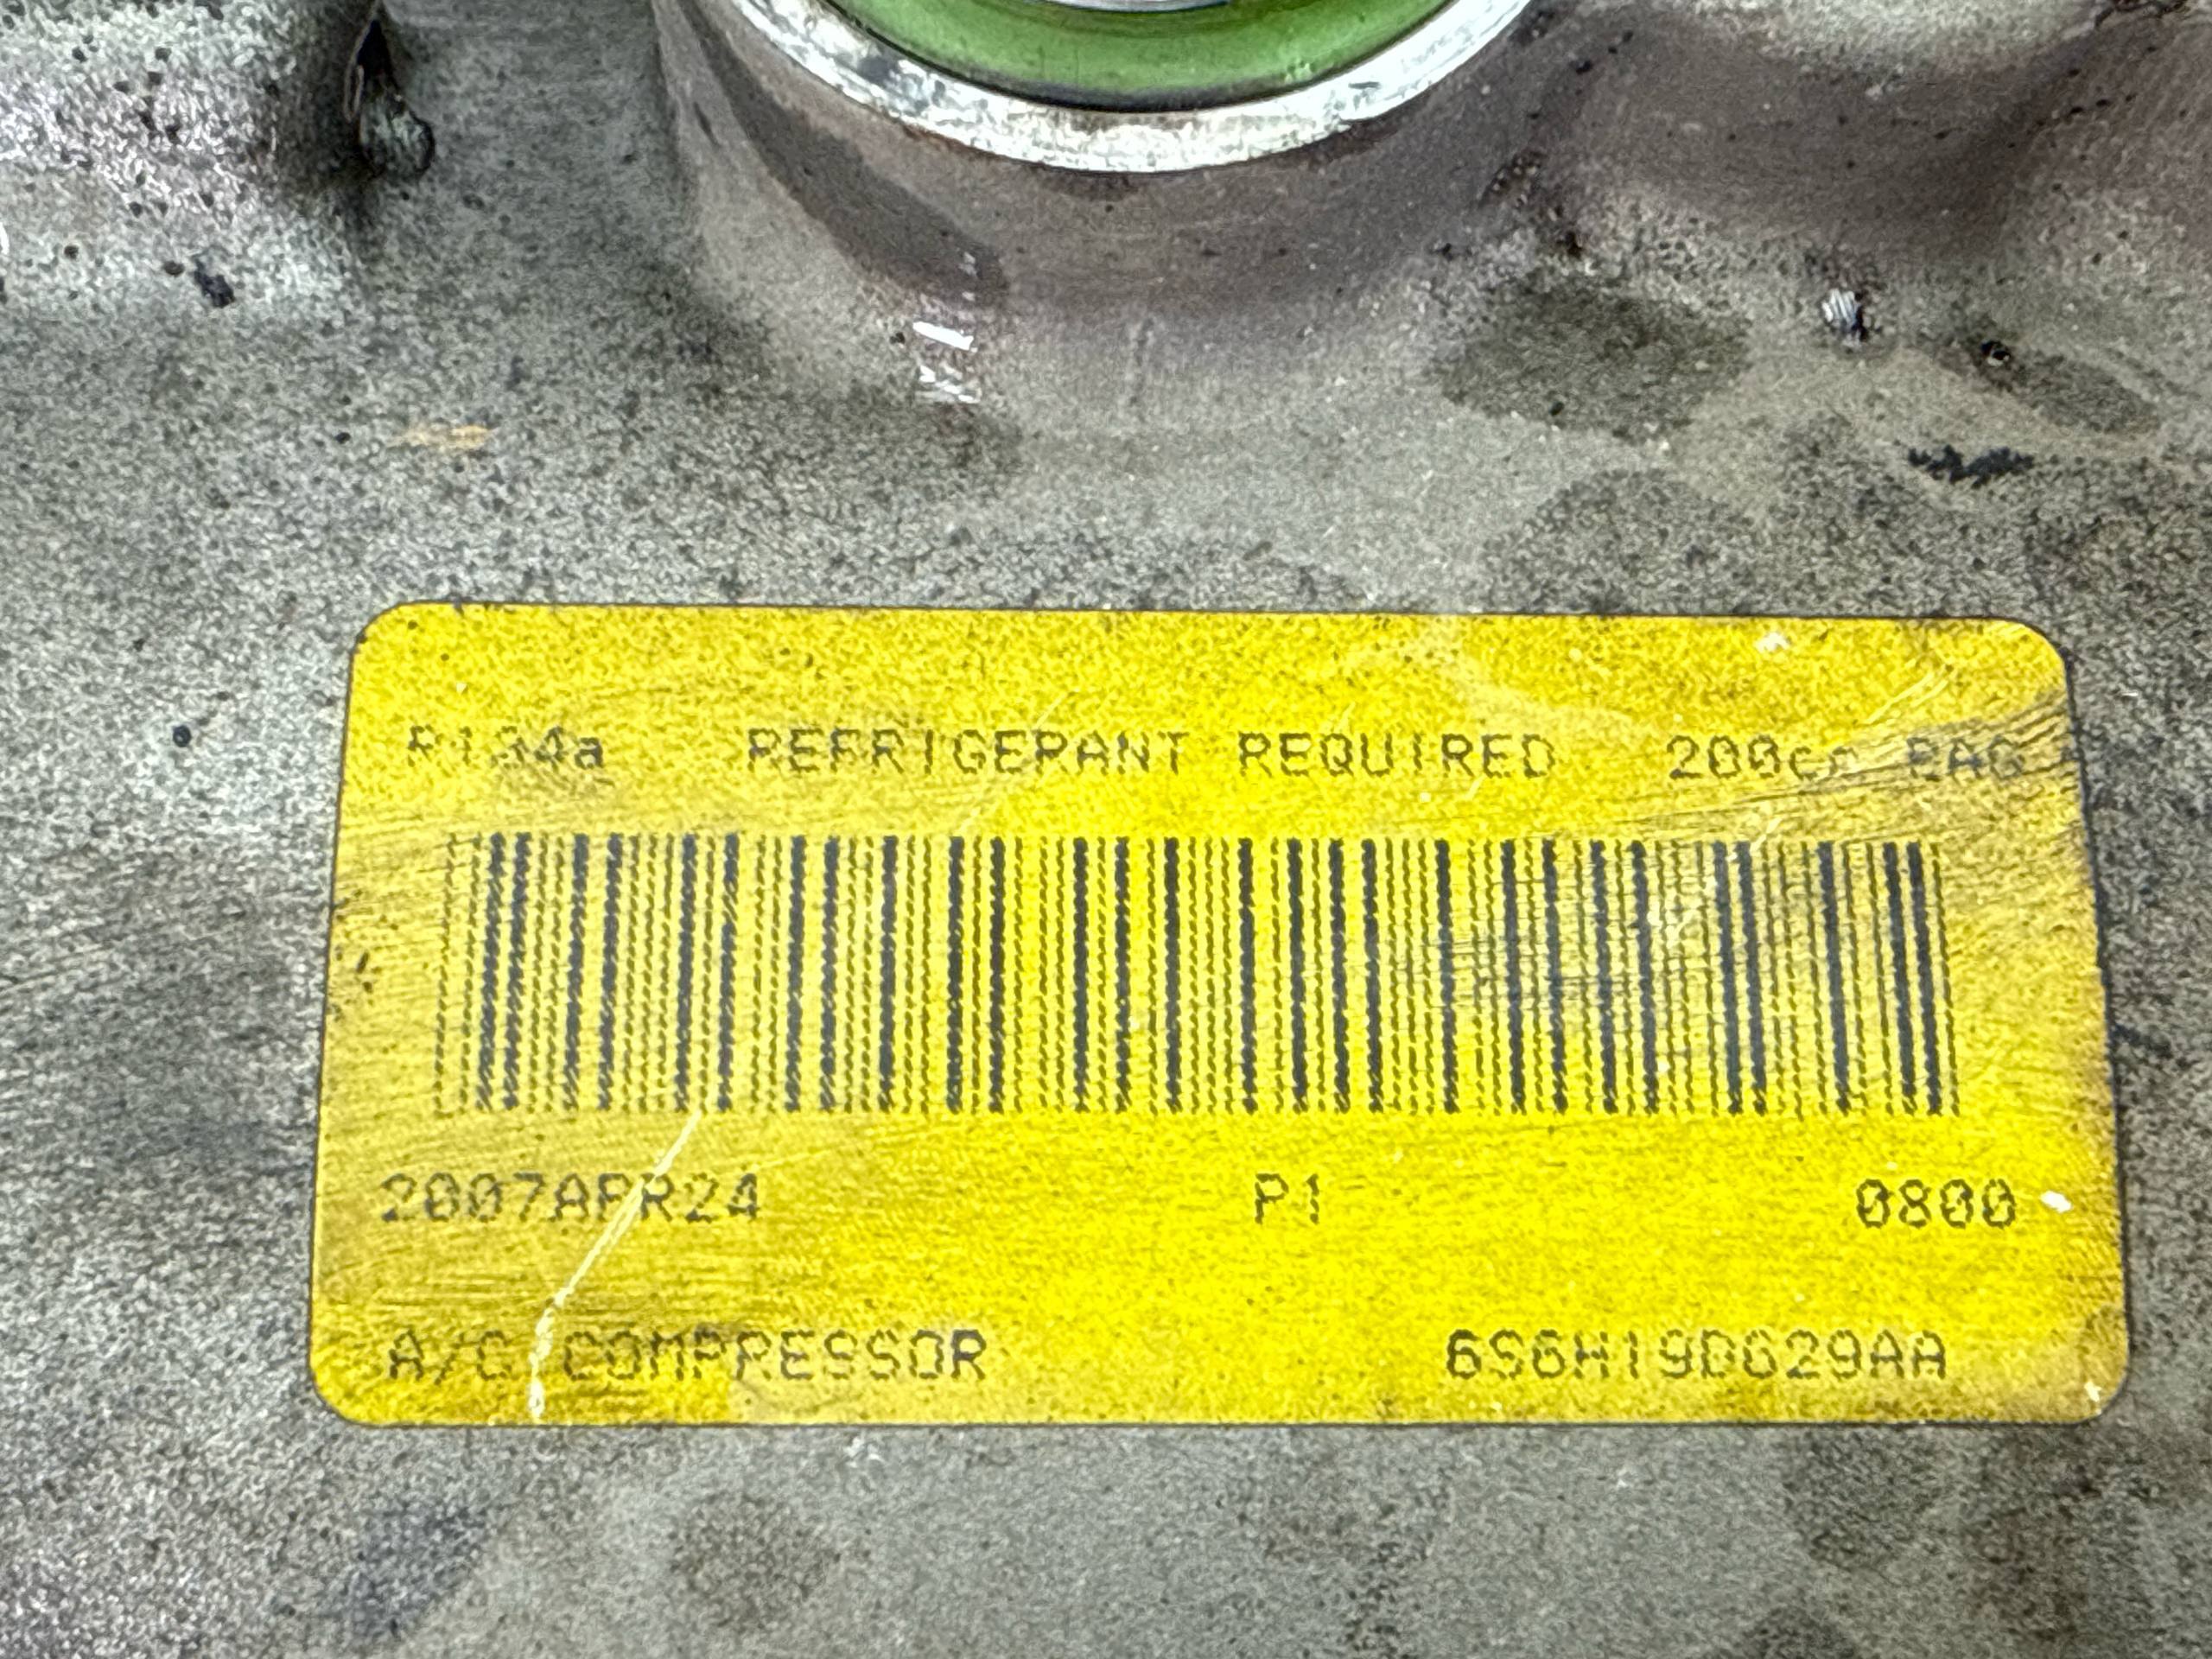 R134a REFRIGERANT REQUIRED 200cc PAG
2007APR24 P1 0800
A/C COMPRESSOR 6S6H19D629AA